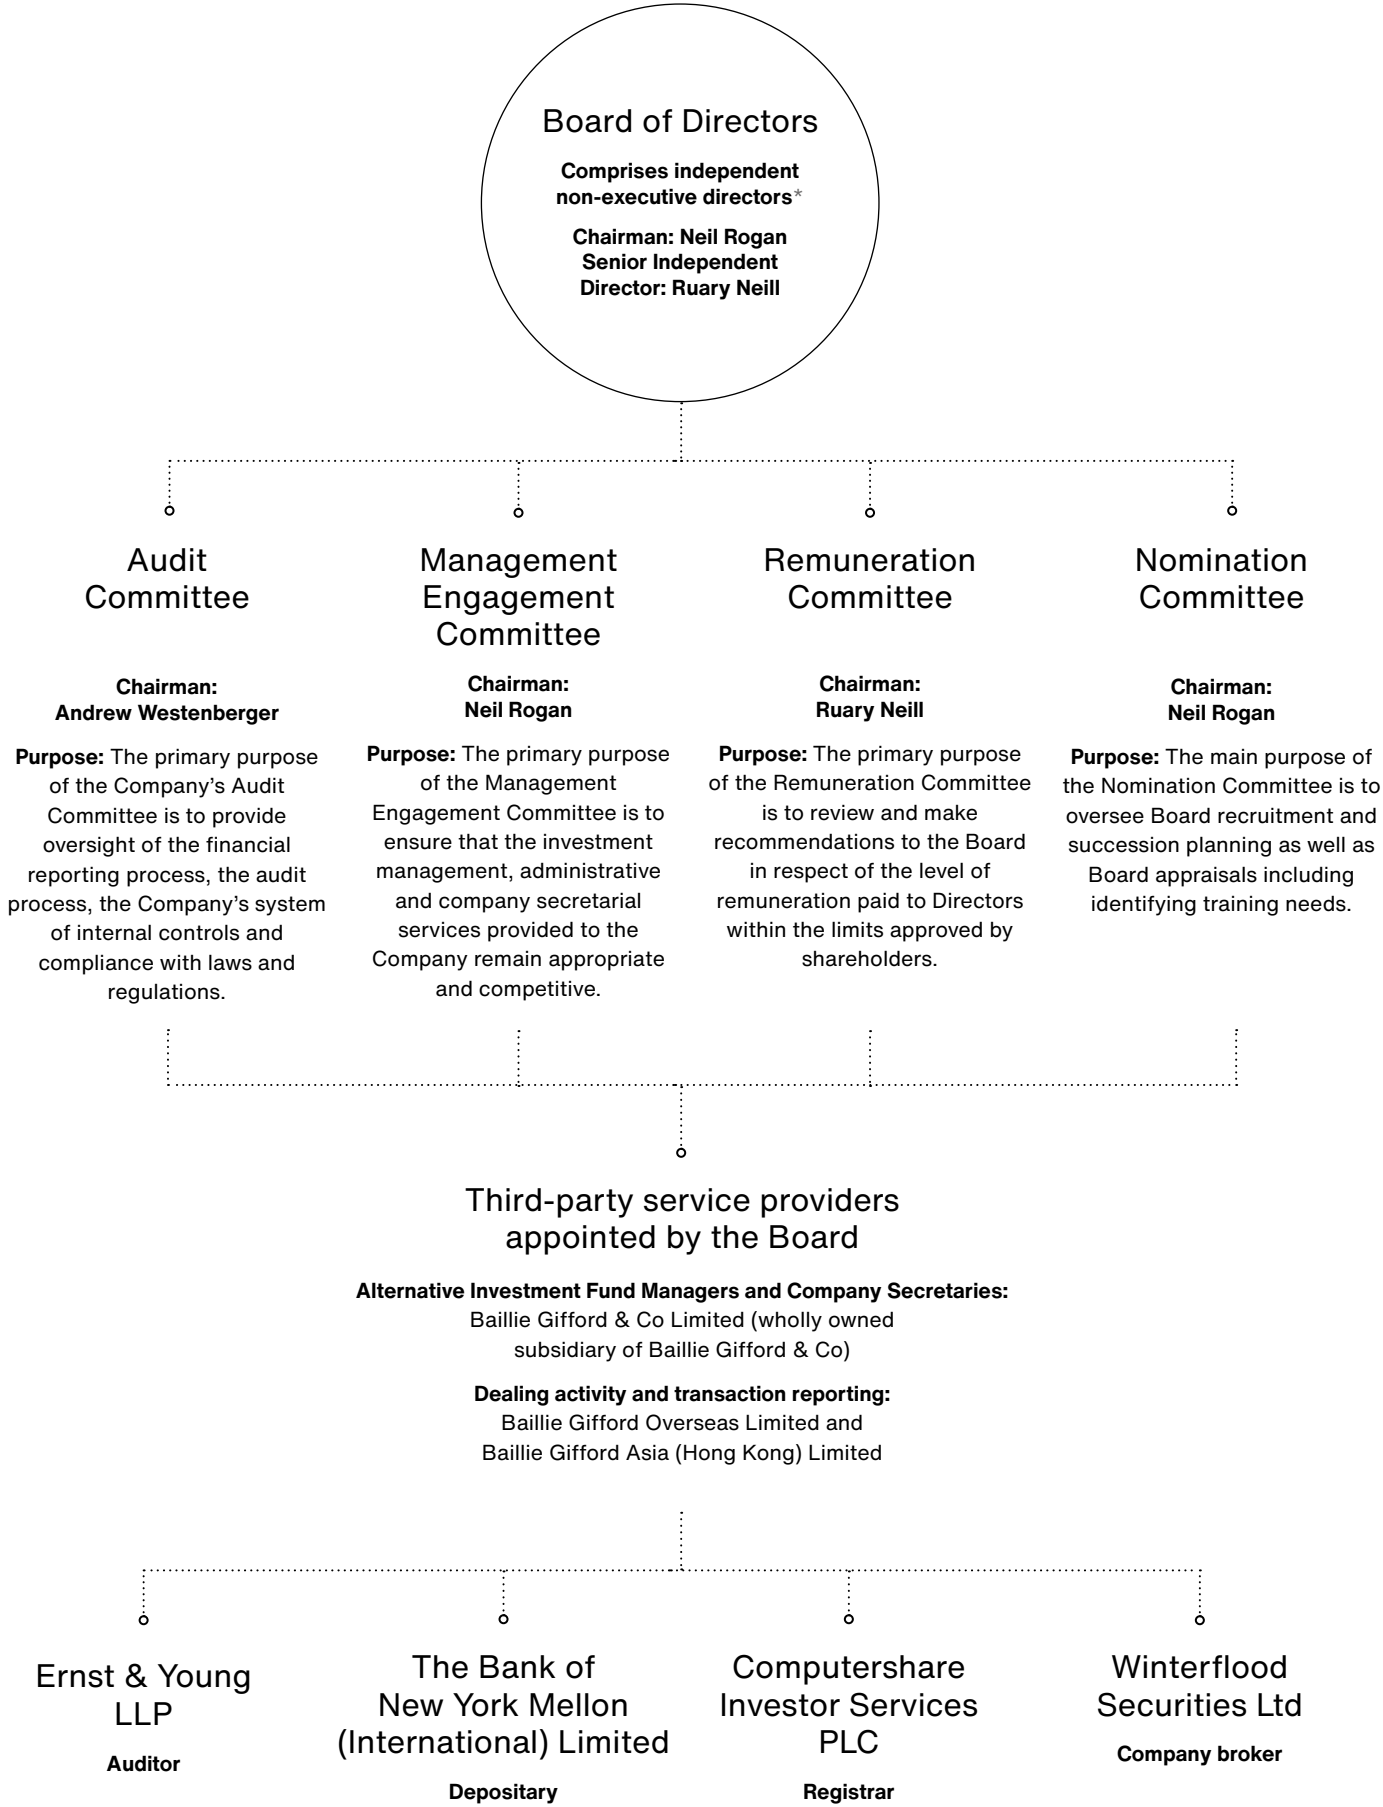 Board of Directors
Comprises independent
non-executive directors*
Chairman: Neil Rogan
Senior Independent
Director: Ruary Neill
Audit
Committee
Chairman:
Andrew Westenberger
Purpose: The primary purpose
of the Company’s Audit
Committee is to provide
oversight of the financial
reporting process, the audit
process, the Company’s system
of internal controls and
compliance with laws and
regulations.
Management
Engagement
Committee
Chairman:
Neil Rogan
Purpose: The primary purpose
of the Management
Engagement Committee is to
ensure that the investment
management, administrative
and company secretarial
services provided to the
Company remain appropriate
and competitive.
Remuneration
Committee
Chairman:
Ruary Neill
Purpose: The primary purpose
of the Remuneration Committee
is to review and make
recommendations to the Board
in respect of the level of
remuneration paid to Directors
within the limits approved by
shareholders.
Nomination
Committee
Chairman:
Neil Rogan
Purpose: The main purpose of
the Nomination Committee is to
oversee Board recruitment and
succession planning as well as
Board appraisals including
identifying training needs.
Third-party service providers
appointed by the Board
Alternative Investment Fund Managers and Company Secretaries:
Baillie Gifford & Co Limited (wholly owned
subsidiary of Baillie Gifford & Co)
Dealing activity and transaction reporting:
Baillie Gifford Overseas Limited and
Baillie Gifford Asia (Hong Kong) Limited
Ernst & Young
LLP
Auditor
The Bank of
New York Mellon
(International) Limited
Depositary
Computershare
Investor Services
PLC
Registrar
Winterflood
Securities Ltd
Company broker